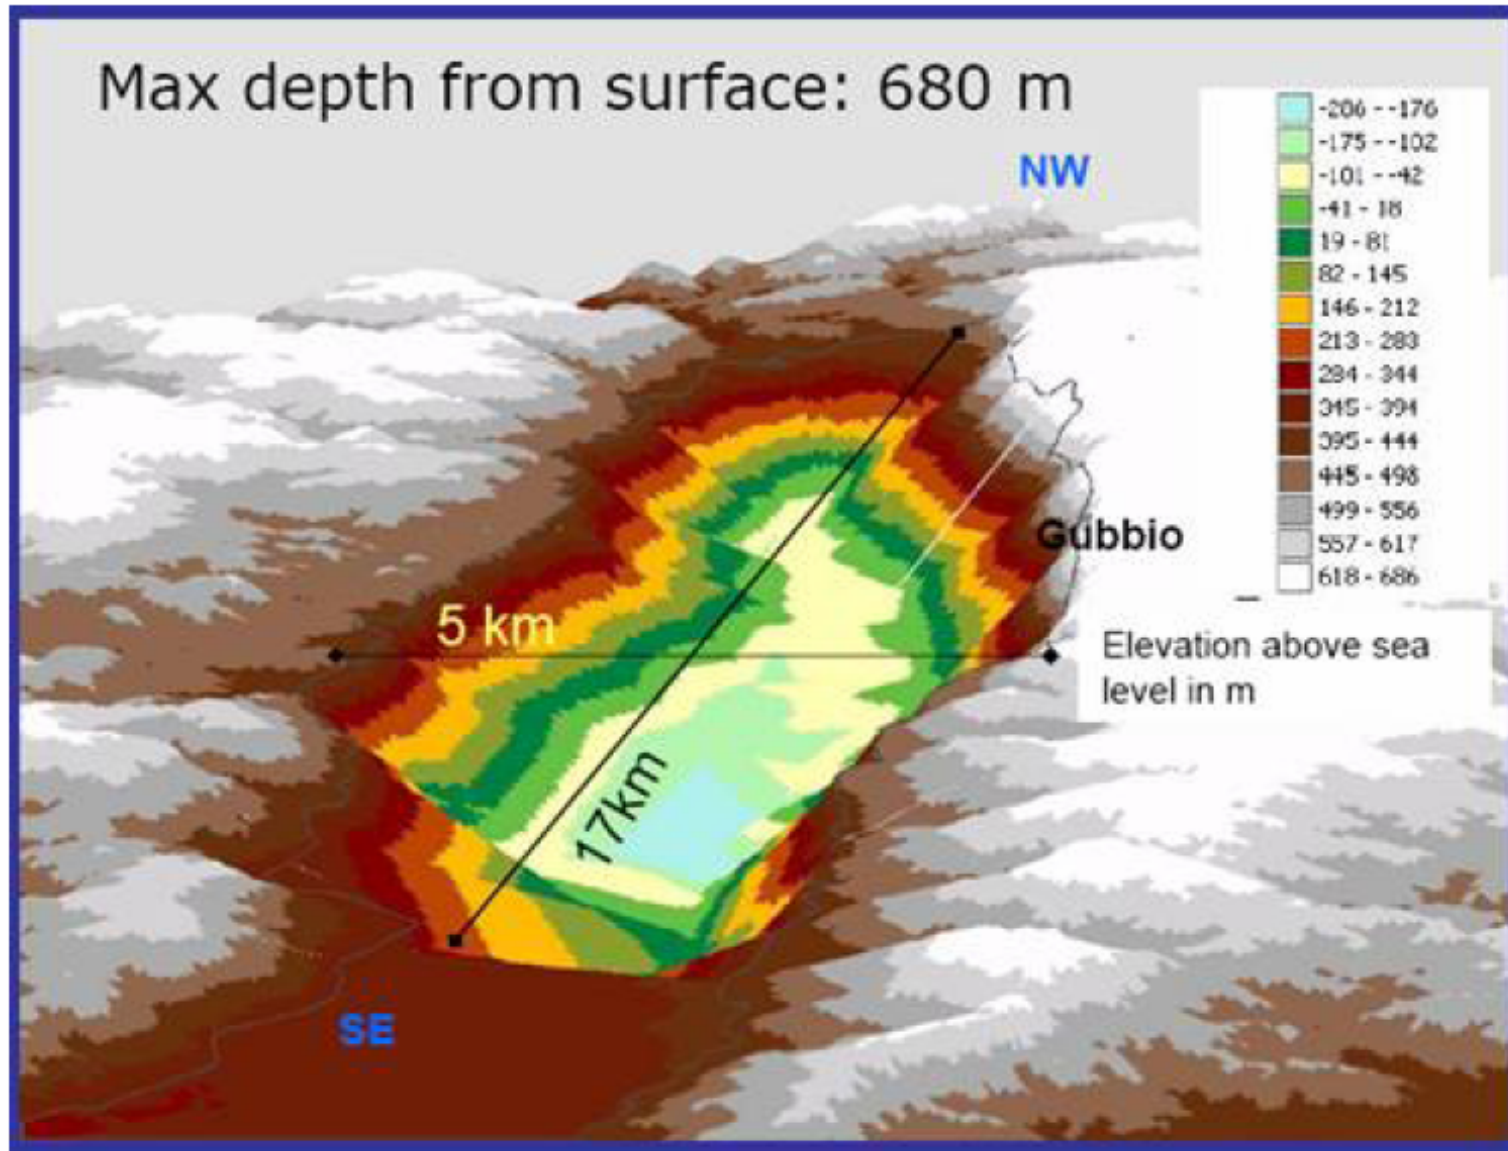 Max depth from surface: 680 m
NW
-206 - -176
-175 - -102
-101 - -42
-41 - 18
19 - 81
82 - 145
146 - 212
213 - 283
284 - 344
345 - 394
395 - 444
445 - 498
499 - 556
557 - 617
618 - 686
Gubbio
5 km
Elevation above sea
level in m
17km
SE